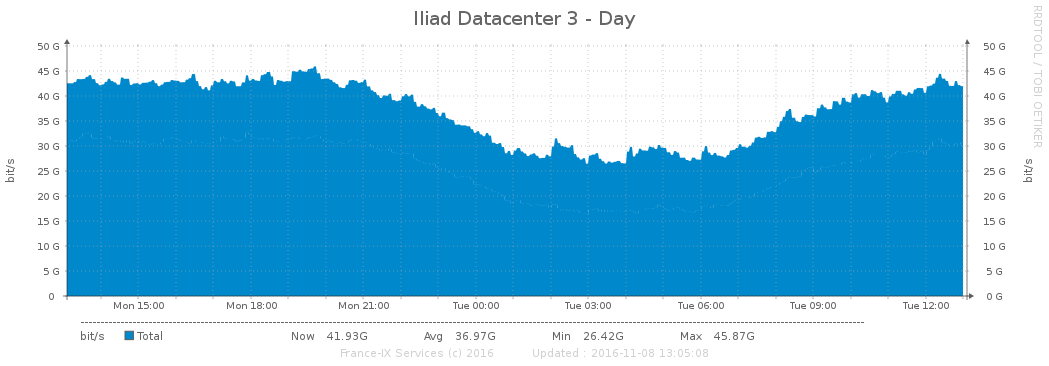 Iliad Datacenter 3 - Day
RRDTOOL / TOBI OETIKER
50 G 50 G
45 G 45 G
40 G 40 G
35 G 35 G
30 G 30 G
25 G 25 G
20 G 20 G
15 G 15 G
10 G 10 G
5 G 5 G
0 0 G
bit/s bit/s
Mon 15:00 Mon 18:00 Mon 21:00 Tue 00:00 Tue 03:00 Tue 06:00 Tue 09:00 Tue 12:00
bit/s Total Now 41.93G Avg 36.97G Min 26.42G Max 45.87G
France-IX Services (c) 2016 Updated : 2016-11-08 13:05:08